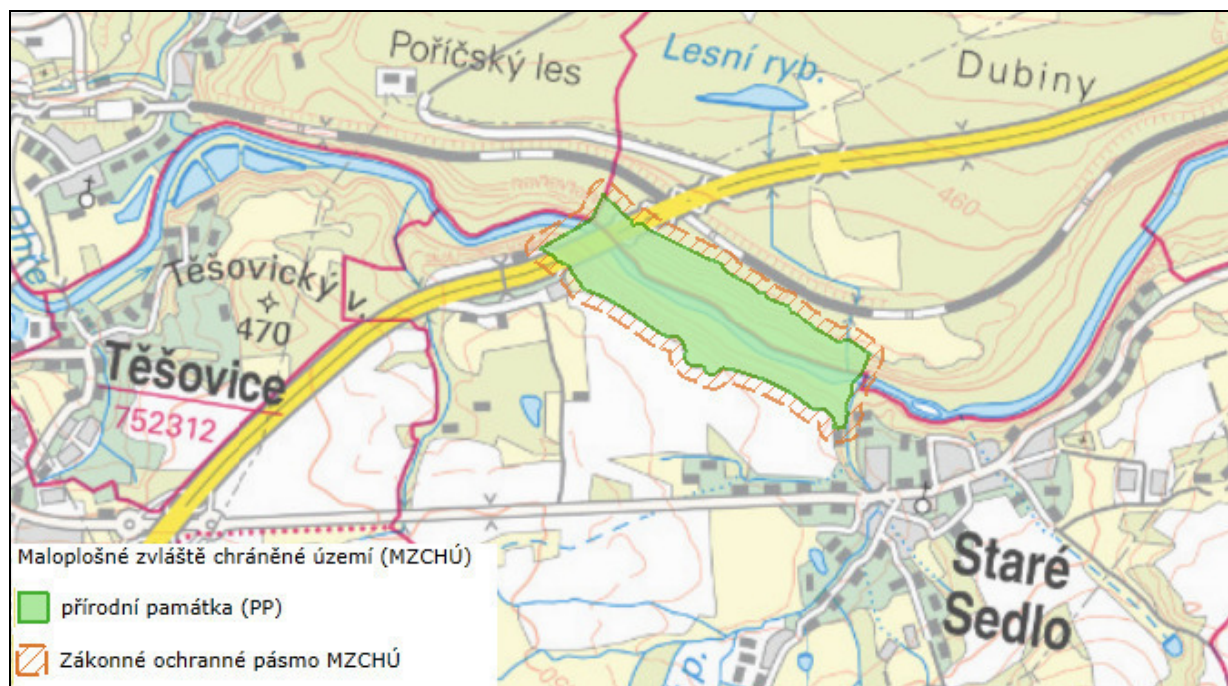 Pořičský les
Lesní ryb.
Dubiny
460
Ohře
Těšovický v.
470
Těšovice
752312
Staré
Sedlo
p.
Maloplošné zvláště chráněné území (MZCHÚ)
přírodní památka (PP)
Zákonné ochranné pásmo MZCHÚ